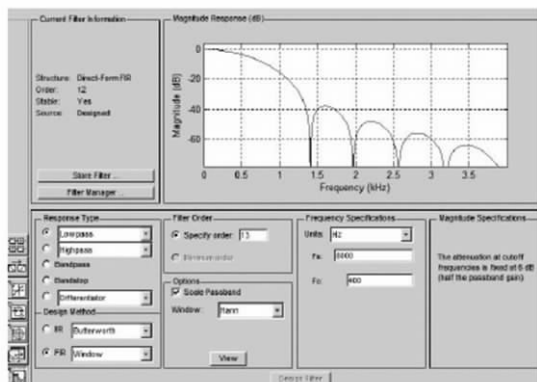 Current Filter Information
Structure: Direct-Form FIR
Order: 12
Stable: Yes
Source: Designed
Store Filter ...
Filter Manager ...
Magnitude Response (dB)
0
-20
-40
-60
Magnitude (dB)
0 0.5 1 1.5 2 2.5 3 3.5
Frequency (kHz)
Response Type
Lowpass
Highpass
Bandpass
Bandstop
Differentiator
Design Method
IIR Butterworth
FIR Window
Filter Order
Specify order: 13
Minimum order
Options
Scale Passband
Window: Hann
View
Frequency Specifications
Units: Hz
Fs: 8000
Fc: 600
Magnitude Specifications
The attenuation at cutoff
frequencies is fixed at 6 dB
(half the passband gain)
Design Filter